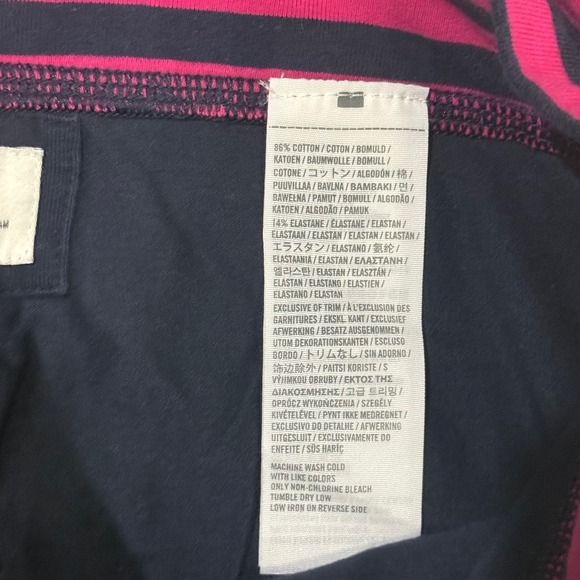 86% COTTON / COTON / BOMULD /
KATOEN / BAUMWOLLE / BOMULL /
COTONE / コットン / ALGODÓN / 棉 /
PUUVILLAA / BAVLNA / ΒΑΜΒΑΚΙ / 면 /
BAWEŁNA / PAMUT / BOMULL / ALGODÃO /
KATOEN / ALGODÃO / PAMUK
14% ELASTANE / ÉLASTANE / ELASTAN /
ELASTAAN / ELASTAN / ELASTAN / ELASTAN /
エラスタン / ELASTANO / 氨纶 /
ELASTAANIA / ELASTAN / ΕΛΑΣΤΑΝΗ /
엘라스틴 / ELASTAN / ELASZTÁN /
ELASTAN / ELASTANO / ELASTIEN /
ELASTANO / ELASTAN
EXCLUSIVE OF TRIM / À L'EXCLUSION DES
GARNITURES / EKSKL. KANT / EXCLUSIEF
AFWERKING / BESATZ AUSGENOMMEN /
UTOM DEKORATIONSKANTEN / ESCLUSO
BORDO / トリムなし / SIN ADORNO /
饰边除外 / PAITSI KORISTE / S
VÝJIMKOU OBRUBY / ΕΚΤΟΣ ΤΗΣ
ΔΙΑΚΟΣΜΗΣΗΣ / 고급 트리밍 /
OPRÓCZ WYKOŃCZENIA / SZEGÉLY
KIVÉTELÉVEL / PYNT IKKE MEDREGNET /
EXCLUSIVO DO DETALHE / AFWERKING
UITGESLUIT / EXCLUSIVAMENTE DO
ENFEITE / SÜS HARİÇ
MACHINE WASH COLD
WITH LIKE COLORS
ONLY NON-CHLORINE BLEACH
TUMBLE DRY LOW
LOW IRON ON REVERSE SIDE